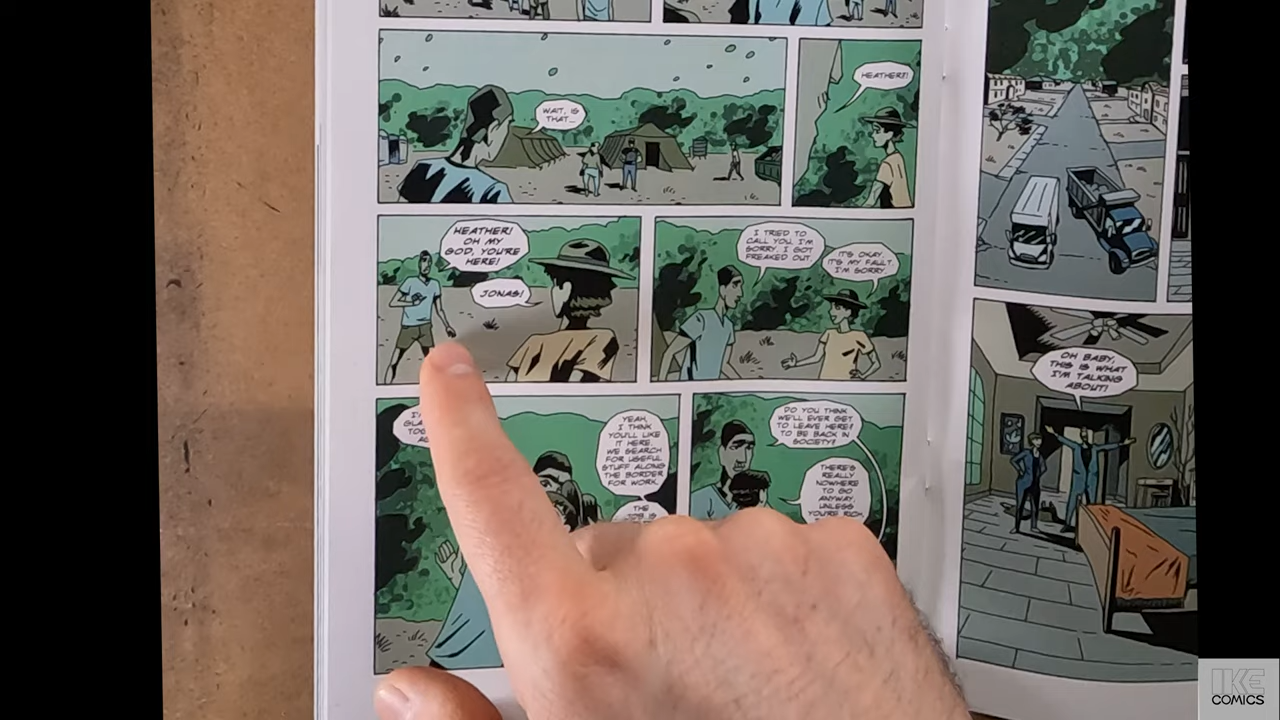 WAIT, IS
THAT...
HEATHER?!
HEATHER!
OH MY
GOD, YOU'RE
HERE!
JONAS!
I TRIED TO
CALL YOU. I'M
SORRY. I GOT
FREAKED OUT.
IT'S OKAY.
IT'S MY FAULT.
I'M SORRY.
YEAH,
I THINK
YOU'LL LIKE
IT HERE.
WE SEARCH
FOR USEFUL
STUFF ALONG
THE BORDER
FOR WORK.
THE
JOB IS
DO YOU THINK
WE'LL EVER GET
TO LEAVE HERE?
TO BE BACK IN
SOCIETY?
THERE'S
REALLY
NOWHERE
TO GO
ANYWAY,
UNLESS
YOU'RE RICH.
OH BABY,
THIS IS WHAT
I'M TALKING
ABOUT!
IKE
COMICS